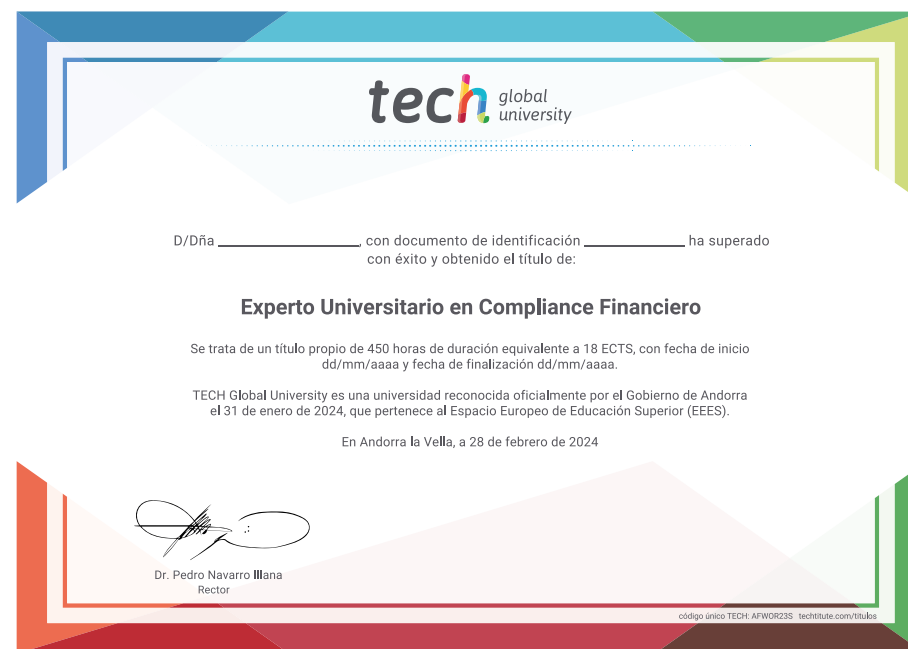 tech global
university
D/Dña ____________, con documento de identificación ____________ ha superado
con éxito y obtenido el título de:
Experto Universitario en Compliance Financiero
Se trata de un título propio de 450 horas de duración equivalente a 18 ECTS, con fecha de inicio
dd/mm/aaaa y fecha de finalización dd/mm/aaaa.
TECH Global University es una universidad reconocida oficialmente por el Gobierno de Andorra
el 31 de enero de 2024, que pertenece al Espacio Europeo de Educación Superior (EEES).
En Andorra la Vella, a 28 de febrero de 2024
Dr. Pedro Navarro Illana
Rector
código único TECH: AFWOR23S techtitute.com/titulos